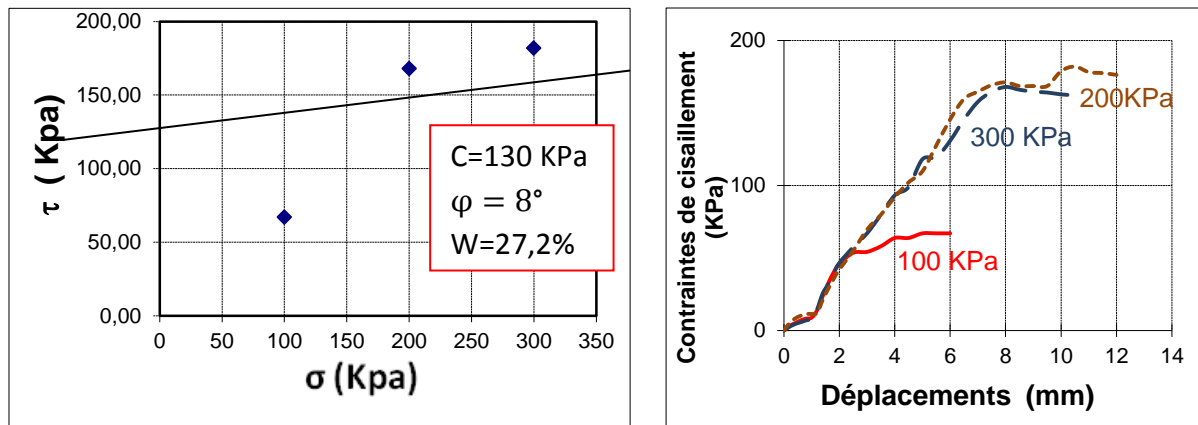 200,00
150,00
100,00
50,00
0,00
τ ( Kpa)
0 50 100 150 200 250 300 350
σ (Kpa)
C=130 KPa
φ = 8°
W=27,2%
Contraintes de cisaillement
(KPa)
200
100
0
200KPa
300 KPa
100 KPa
0 2 4 6 8 10 12 14
Déplacements (mm)